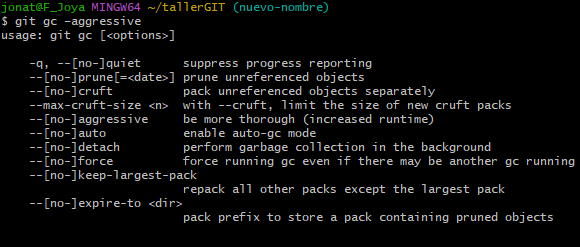 jonat@F_Joya MINGW64 ~/tallerGIT (nuevo-nombre)
$ git gc -aggressive
usage: git gc [<options>]

    -q, --[no-]quiet      suppress progress reporting
    --[no-]prune[=<date>] prune unreferenced objects
    --[no-]cruft          pack unreferenced objects separately
    --max-cruft-size <n>  with --cruft, limit the size of new cruft packs
    --[no-]aggressive     be more thorough (increased runtime)
    --[no-]auto           enable auto-gc mode
    --[no-]detach         perform garbage collection in the background
    --[no-]force          force running gc even if there may be another gc running
    --[no-]keep-largest-pack
                          repack all other packs except the largest pack
    --[no-]expire-to <dir>
                          pack prefix to store a pack containing pruned objects